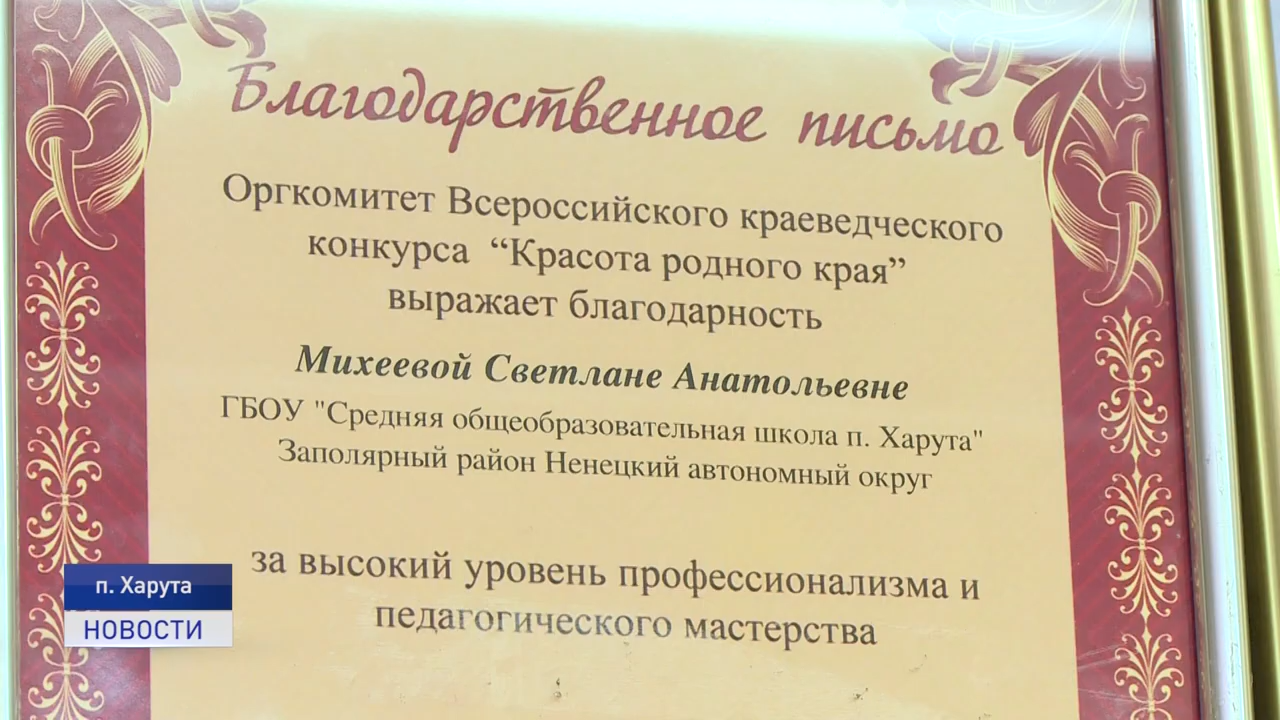 Благодарственное письмо
Оргкомитет Всероссийского краеведческого
конкурса “Красота родного края”
выражает благодарность
Михеевой Светлане Анатольевне
ГБОУ "Средняя общеобразовательная школа п. Харута"
Заполярный район Ненецкий автономный округ
за высокий уровень профессионализма и
педагогического мастерства
п. Харута
НОВОСТИ